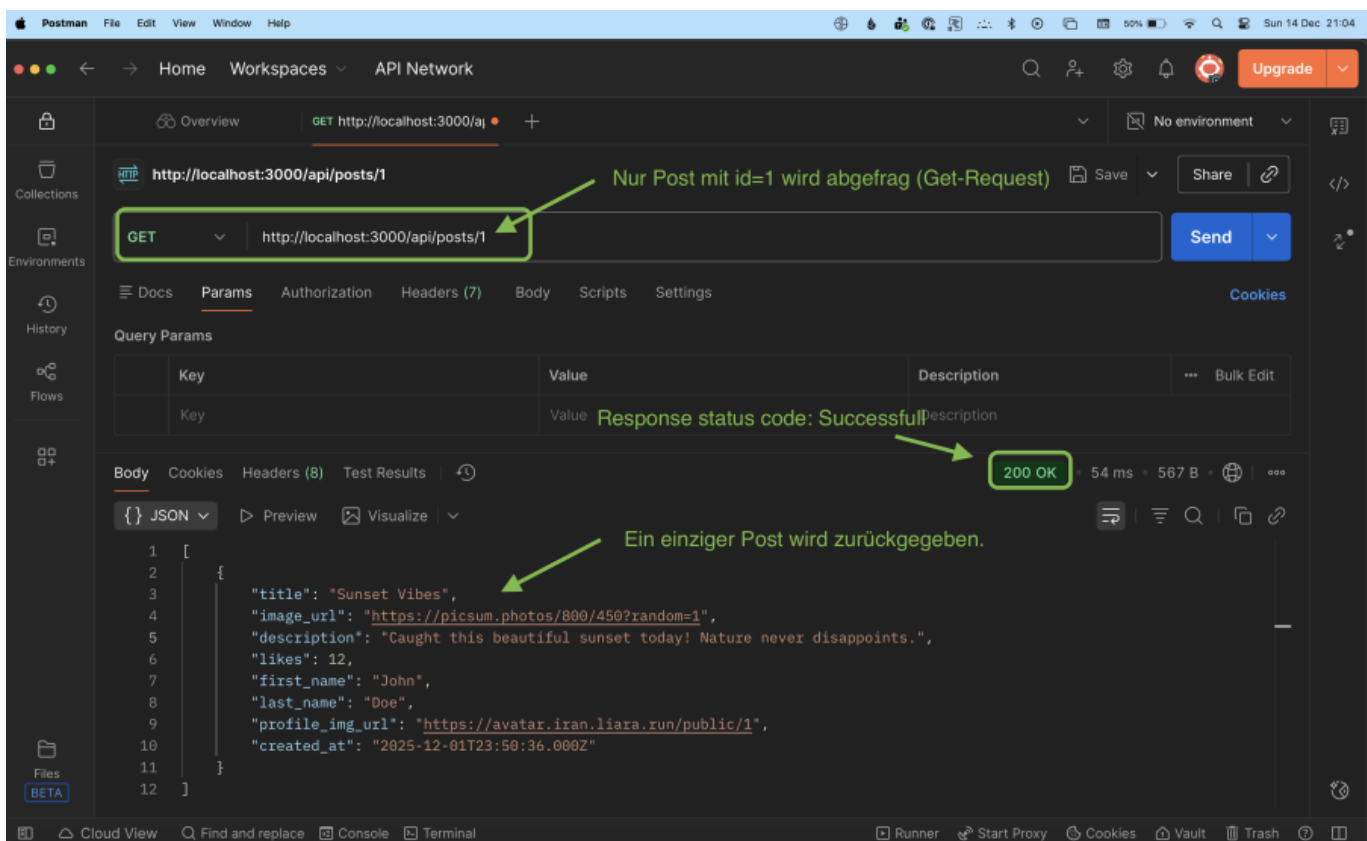 Postman File Edit View Window Help 50% Sun 14 Dec 21:04
Home Workspaces API Network Upgrade
Overview GET http://localhost:3000/a No environment
Collections
http://localhost:3000/api/posts/1 Nur Post mit id=1 wird abgefrag (Get-Request) Save Share
GET http://localhost:3000/api/posts/1 Send
Environments
Docs Params Authorization Headers (7) Body Scripts Settings Cookies
History
Query Params
Key Value Description Bulk Edit
Flows
Key Value Description
Response status code: Successfull
Body Cookies Headers (8) Test Results 200 OK 54 ms 567 B
{} JSON Preview Visualize
Ein einziger Post wird zurückgegeben.
1 [
2 {
3 "title": "Sunset Vibes",
4 "image_url": "https://picsum.photos/800/450?random=1",
5 "description": "Caught this beautiful sunset today! Nature never disappoints.",
6 "likes": 12,
7 "first_name": "John",
8 "last_name": "Doe",
9 "profile_img_url": "https://avatar.iran.liara.run/public/1",
10 "created_at": "2025-12-01T23:50:36.000Z"
11 }
12 ]
Files
BETA
Cloud View Find and replace Console Terminal Runner Start Proxy Cookies Vault Trash